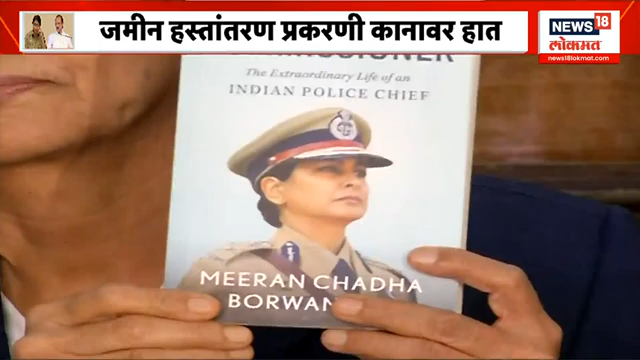 जमीन हस्तांतरण प्रकरणी कानावर हात
NEWS 18
लोकमत
news18lokmat.com
The Extraordinary Life of an
INDIAN POLICE CHIEF
MEERAN CHADHA